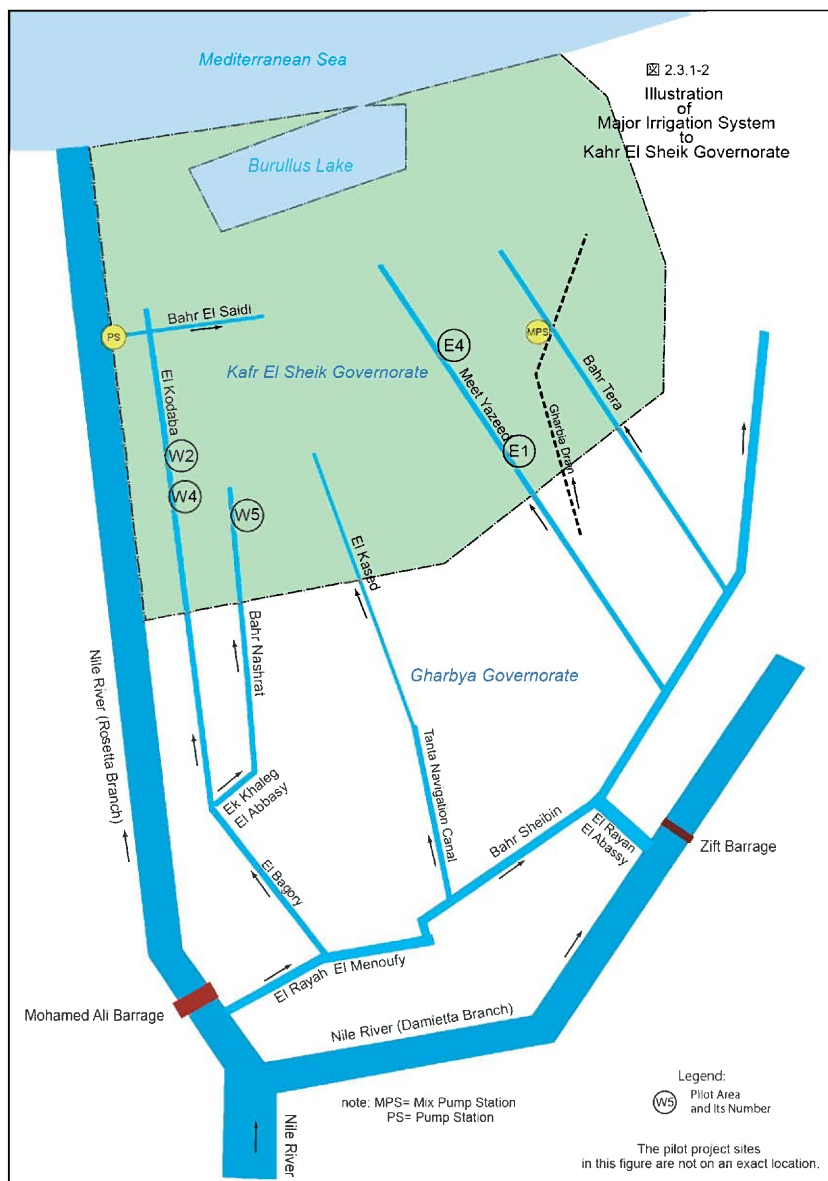 Mediterranean Sea
図 2.3.1-2
Illustration
of
Major Irrigation System
to
Kahr El Sheik Governorate
Burullus Lake
Bahr El Saidi
PS
MPS
E4
Kafr El Sheik Governorate
El Kodaba
Meet Yazeed
Bahr Tera
Gharbia Drain
W2
E1
W4
W5
El Kased
Bahr Nashrat
Gharbya Governorate
Nile River (Rosetta Branch)
Tanta Navigation Canal
Ek Khaleg
El Abbasy
Bahr Sheibin
El Rayan
El Abassy
Zift Barrage
El Bagory
El Rayah El Menoufy
Mohamed Ali Barrage
Nile River (Damietta Branch)
Nile River
note: MPS= Mix Pump Station
PS= Pump Station
Legend:
W5
Pilot Area
and Its Number
The pilot project sites
in this figure are not on an exact location.